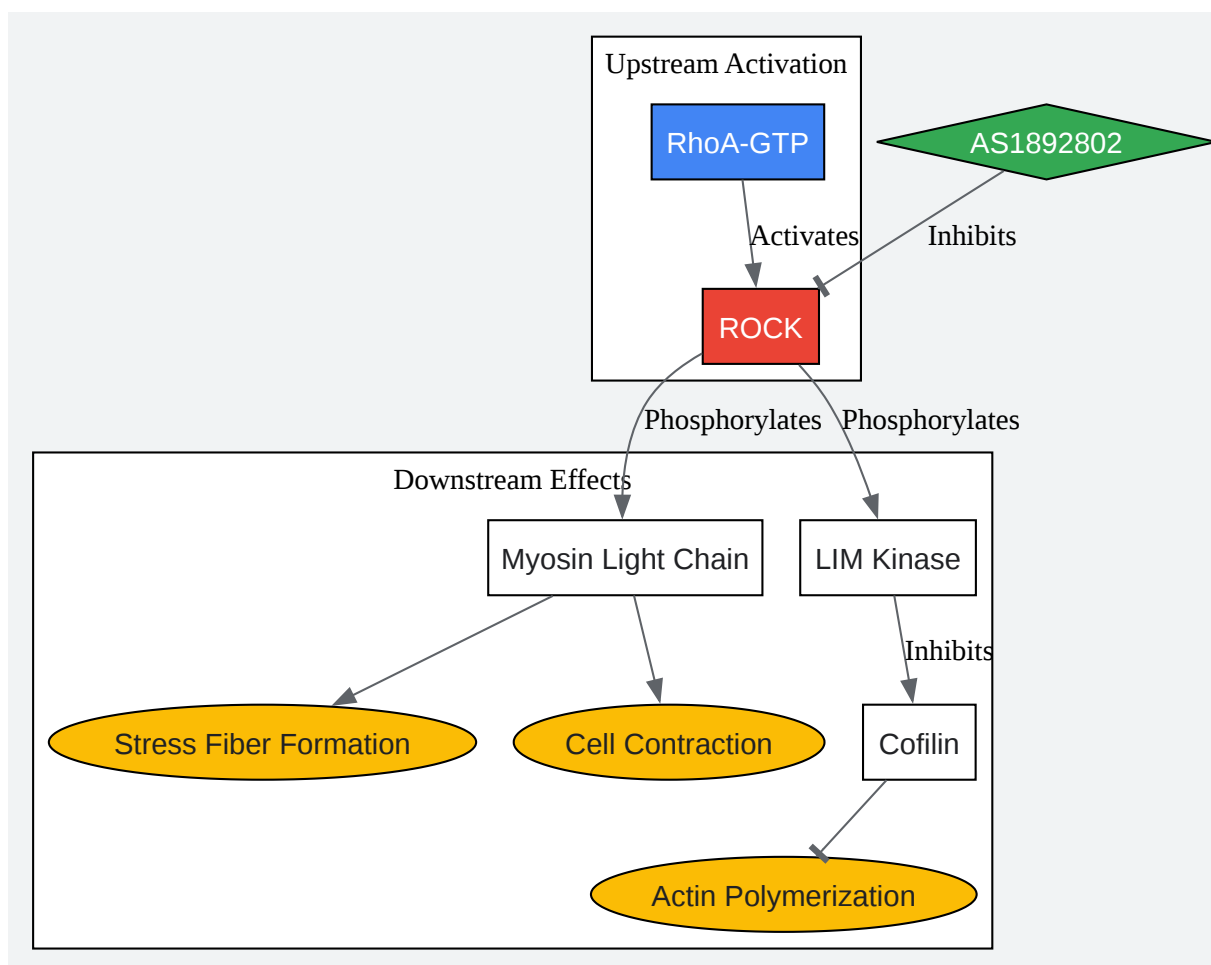 Upstream Activation
RhoA-GTP
AS1892802
Activates
Inhibits
ROCK
Phosphorylates
Phosphorylates
Downstream Effects
Myosin Light Chain
LIM Kinase
Inhibits
Stress Fiber Formation
Cell Contraction
Cofilin
Actin Polymerization